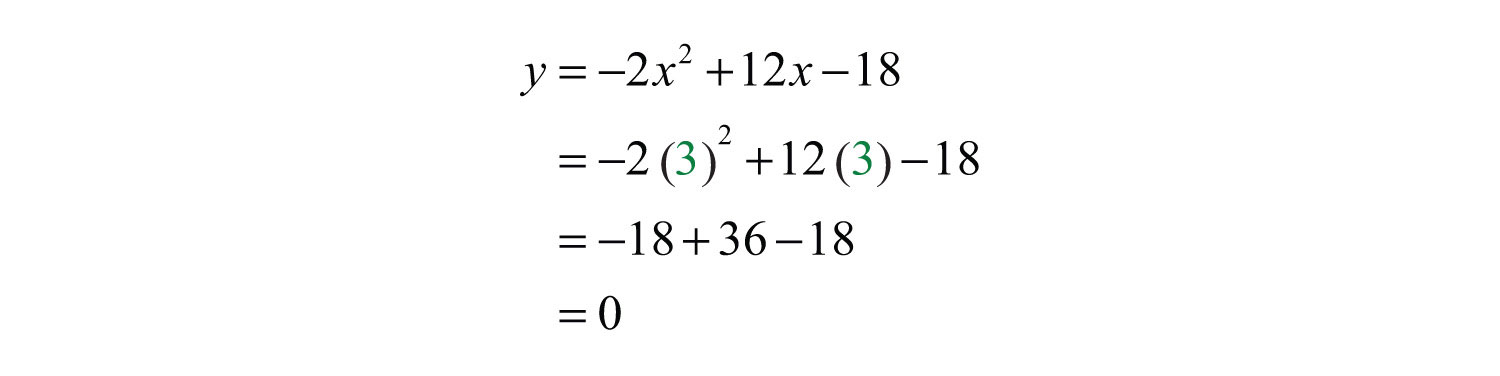 y = −2x² + 12x − 18
= −2(3)² + 12(3) − 18
= −18 + 36 − 18
= 0